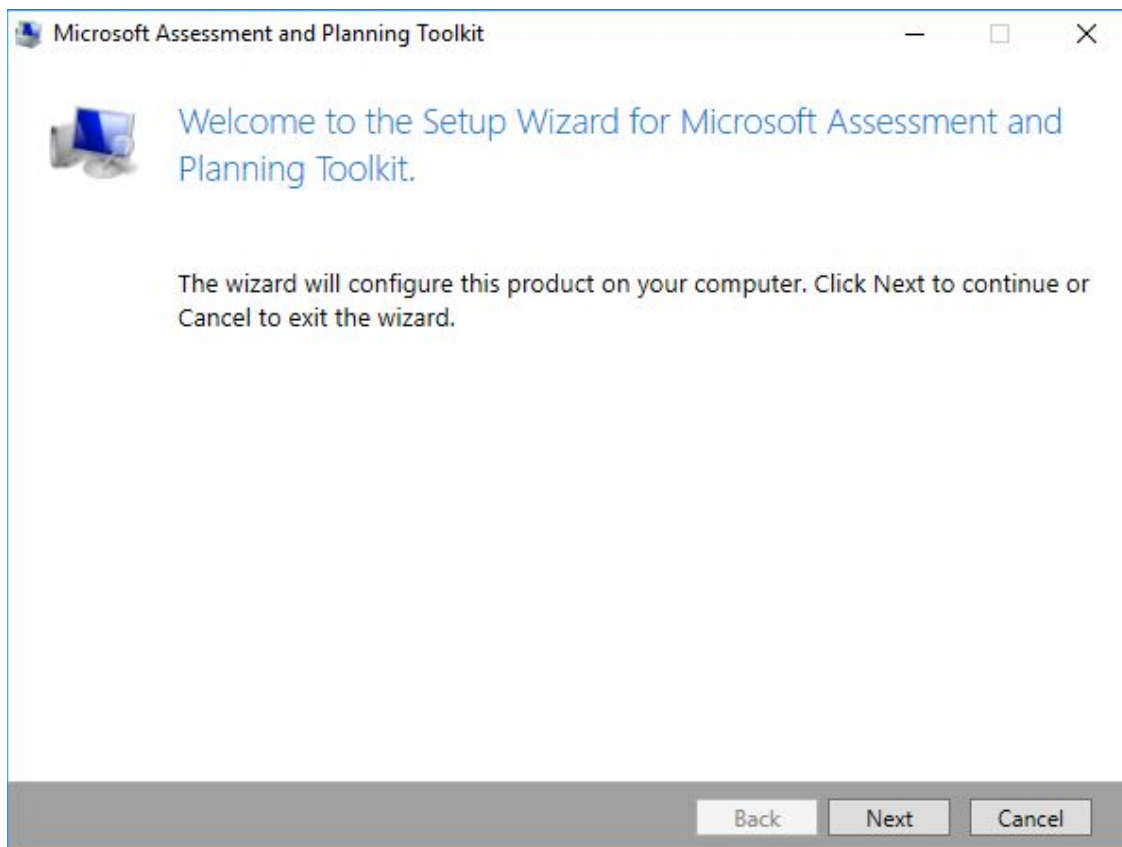 Microsoft Assessment and Planning Toolkit
Welcome to the Setup Wizard for Microsoft Assessment and
Planning Toolkit.
The wizard will configure this product on your computer. Click Next to continue or
Cancel to exit the wizard.
Back Next Cancel